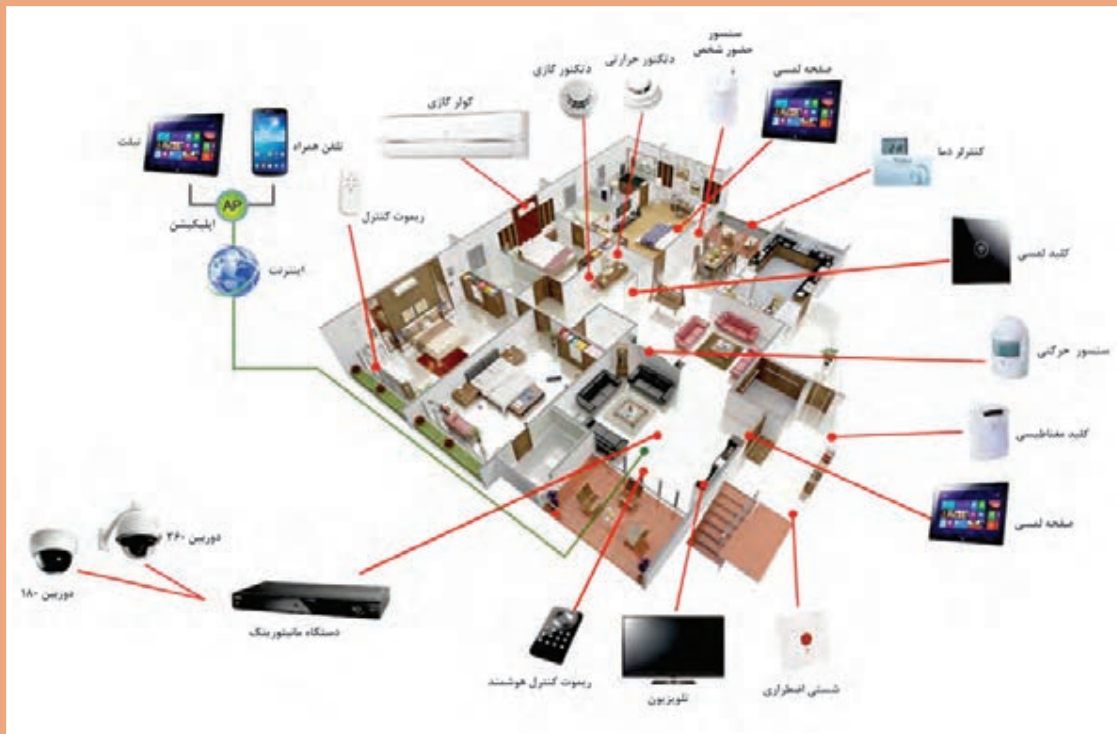 سنسور
حضور شخص
صفحه لمسی
دتکتور حرارتی
دتکتور گازی
کولر گازی
کنترلر دما
تلفن همراه
تبلت
AP
اپلیکیشن
ریموت کنترل
اینترنت
کلید لمسی
سنسور حرکتی
کلید مغناطیسی
صفحه لمسی
دوربین ۳۶۰
دوربین ۱۸۰
دستگاه مانیتورینگ
ریموت کنترل هوشمند
تلویزیون
شستی اضطراری